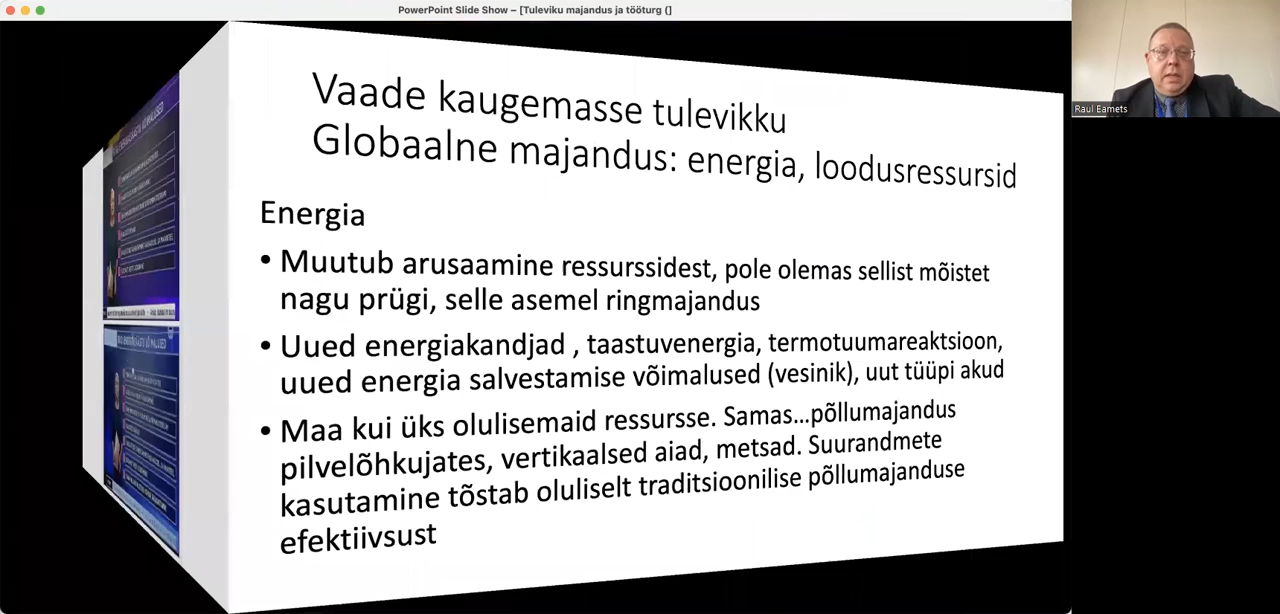 PowerPoint Slide Show – [Tuleviku majandus ja tööturg (]
Vaade kaugemasse tulevikku
Globaalne majandus: energia, loodusressursid
Energia
• Muutub arusaamine ressurssidest, pole olemas sellist mõistet
nagu prügi, selle asemel ringmajandus
• Uued energiakandjad , taastuvenergia, termotuumareaktsioon,
uued energia salvestamise võimalused (vesinik), uut tüüpi akud
• Maa kui üks olulisemaid ressursse. Samas...põllumajandus
pilvelõhkujates, vertikaalsed aiad, metsad. Suurandmete
kasutamine tõstab oluliselt traditsioonilise põllumajanduse
efektiivsust
Raul Eamets